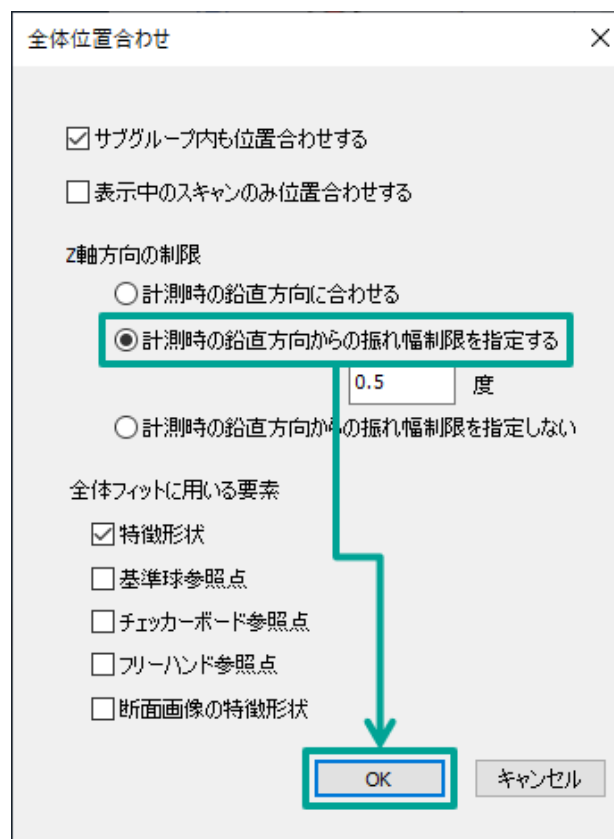 全体位置合わせ
サブグループ内も位置合わせする
表示中のスキャンのみ位置合わせする
Z軸方向の制限
計測時の鉛直方向に合わせる
計測時の鉛直方向からの振れ幅制限を指定する
0.5 度
計測時の鉛直方向からの振れ幅制限を指定しない
全体フィットに用いる要素
特徴形状
基準球参照点
チェッカーボード参照点
フリーハンド参照点
断面画像の特徴形状
OK キャンセル